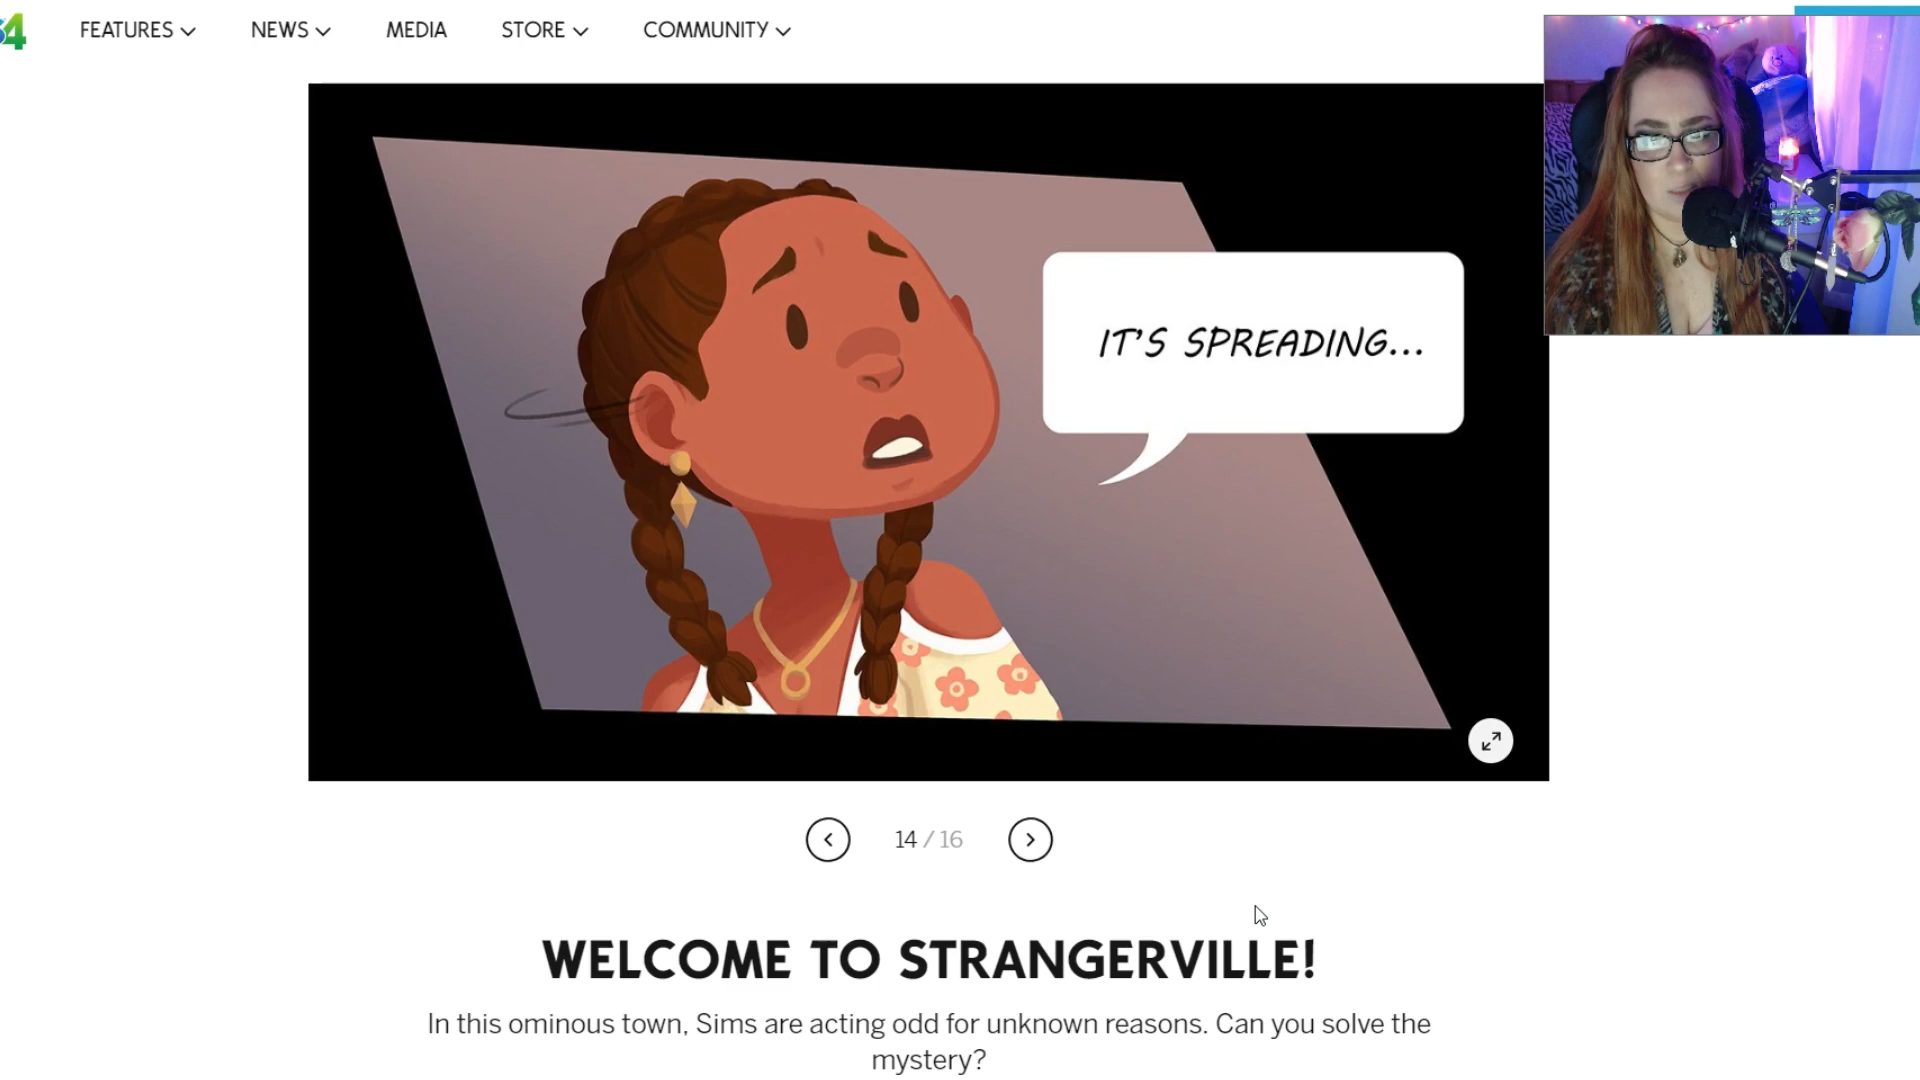 4
FEATURES
NEWS
MEDIA
STORE
COMMUNITY
IT'S SPREADING...
14 / 16
WELCOME TO STRANGERVILLE!
In this ominous town, Sims are acting odd for unknown reasons. Can you solve the
mystery?